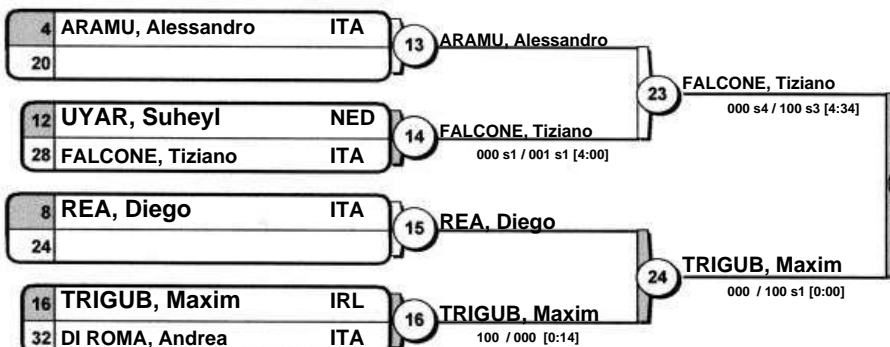 4 ARAMU, Alessandro ITA
20
13 ARAMU, Alessandro
23 FALCONE, Tiziano
000 s4 / 100 s3 [4:34]
12 UYAR, Suheyl NED
28 FALCONE, Tiziano ITA
14 FALCONE, Tiziano
000 s1 / 001 s1 [4:00]
8 REA, Diego ITA
24
15 REA, Diego
24 TRIGUB, Maxim
000 / 100 s1 [0:00]
16 TRIGUB, Maxim IRL
32 DI ROMA, Andrea ITA
16 TRIGUB, Maxim
100 / 000 [0:14]